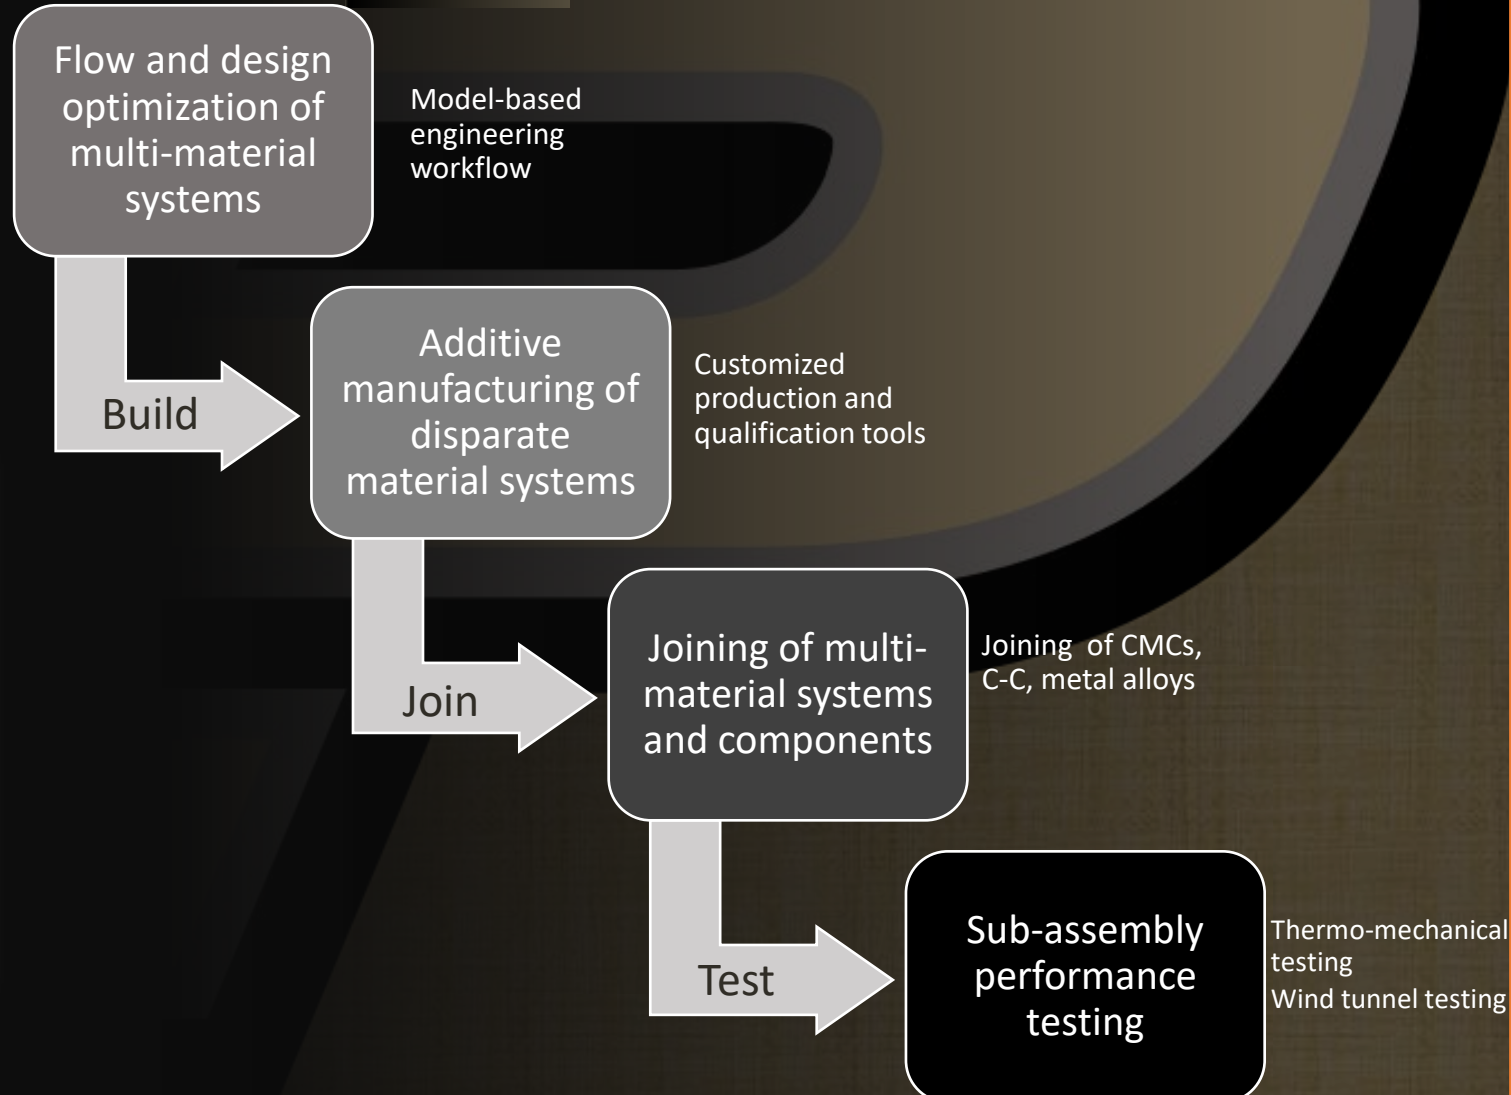 Flow and design
optimization of
multi-material
systems
Model-based
engineering
workflow
Build
Additive
manufacturing of
disparate
material systems
Customized
production and
qualification tools
Join
Joining of multi-
material systems
and components
Joining  of CMCs,
C-C, metal alloys
Test
Sub-assembly
performance
testing
Thermo-mechanical
testing
Wind tunnel testing